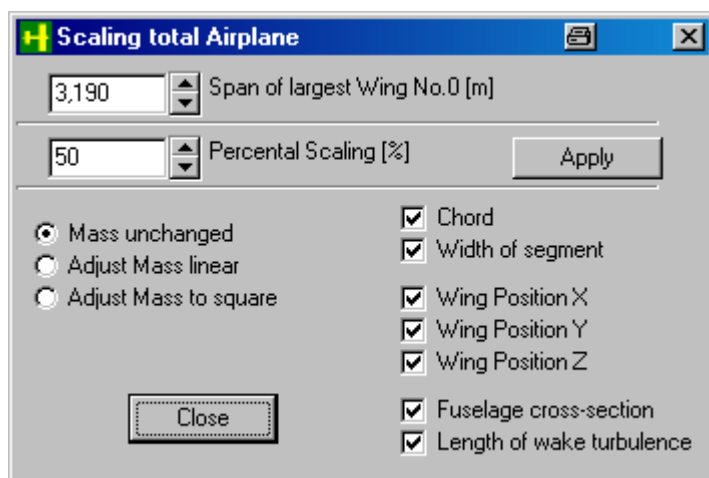 Scaling total Airplane
3,190 Span of largest Wing No.0 [m]
50 Percental Scaling [%] Apply
Mass unchanged
Adjust Mass linear
Adjust Mass to square
Chord
Width of segment
Wing Position X
Wing Position Y
Wing Position Z
Fuselage cross-section
Length of wake turbulence
Close